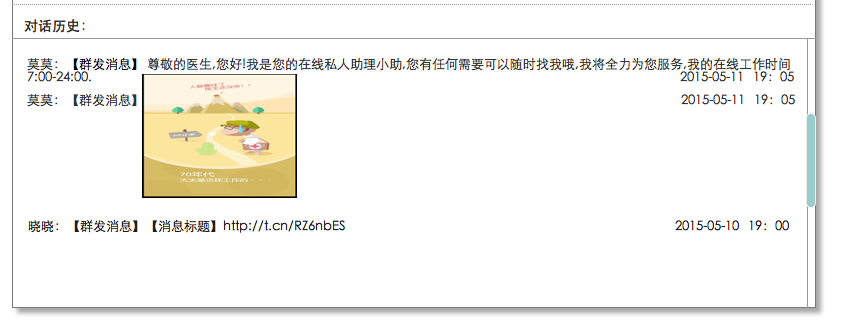 对话历史：
莫莫：【群发消息】 尊敬的医生,您好!我是您的在线私人助理小助,您有任何需要可以随时找我哦,我将全力为您服务,我的在线工作时间
7:00-24:00. 2015-05-11 19：05
莫莫：【群发消息】 2015-05-11 19：05
70年代
晓晓：【群发消息】【消息标题】http://t.cn/RZ6nbES 2015-05-10 19：00